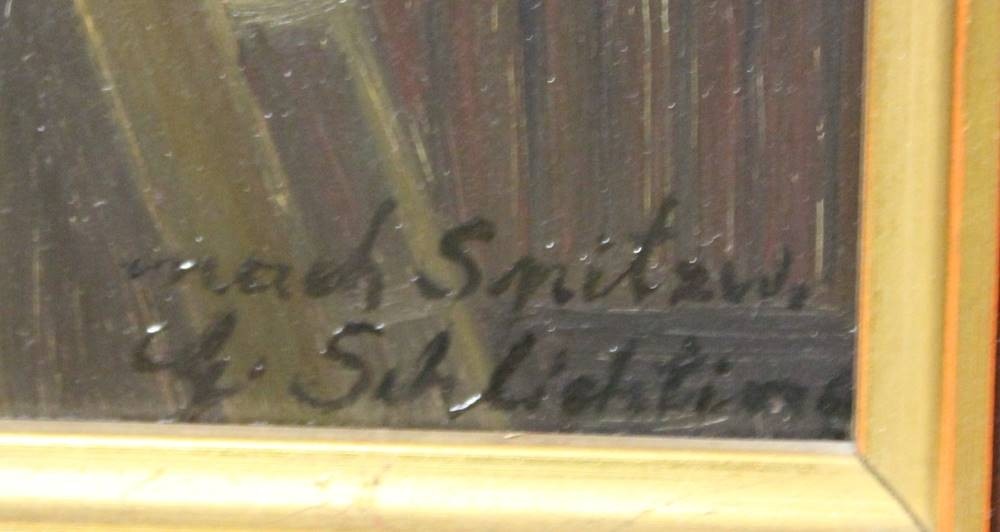 nach Spitzw.
G. Schlichting